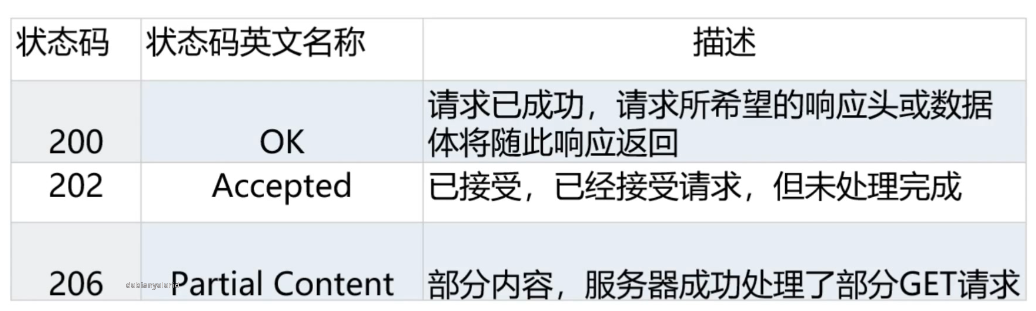 状态码 状态码英文名称 描述
请求已成功，请求所希望的响应头或数据
200 OK 体将随此响应返回
202 Accepted 已接受，已经接受请求，但未处理完成
206 Partial Content 部分内容，服务器成功处理了部分GET请求